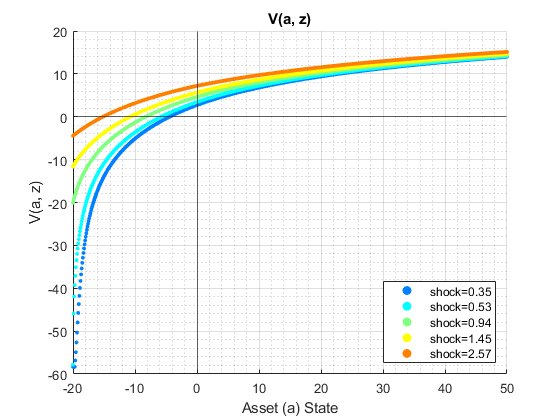 V(a, z)
20
10
0
-10
-20
-30
-40
-50
-60
V(a, z)
-20 -10 0 10 20 30 40 50
Asset (a) State
shock=0.35
shock=0.53
shock=0.94
shock=1.45
shock=2.57